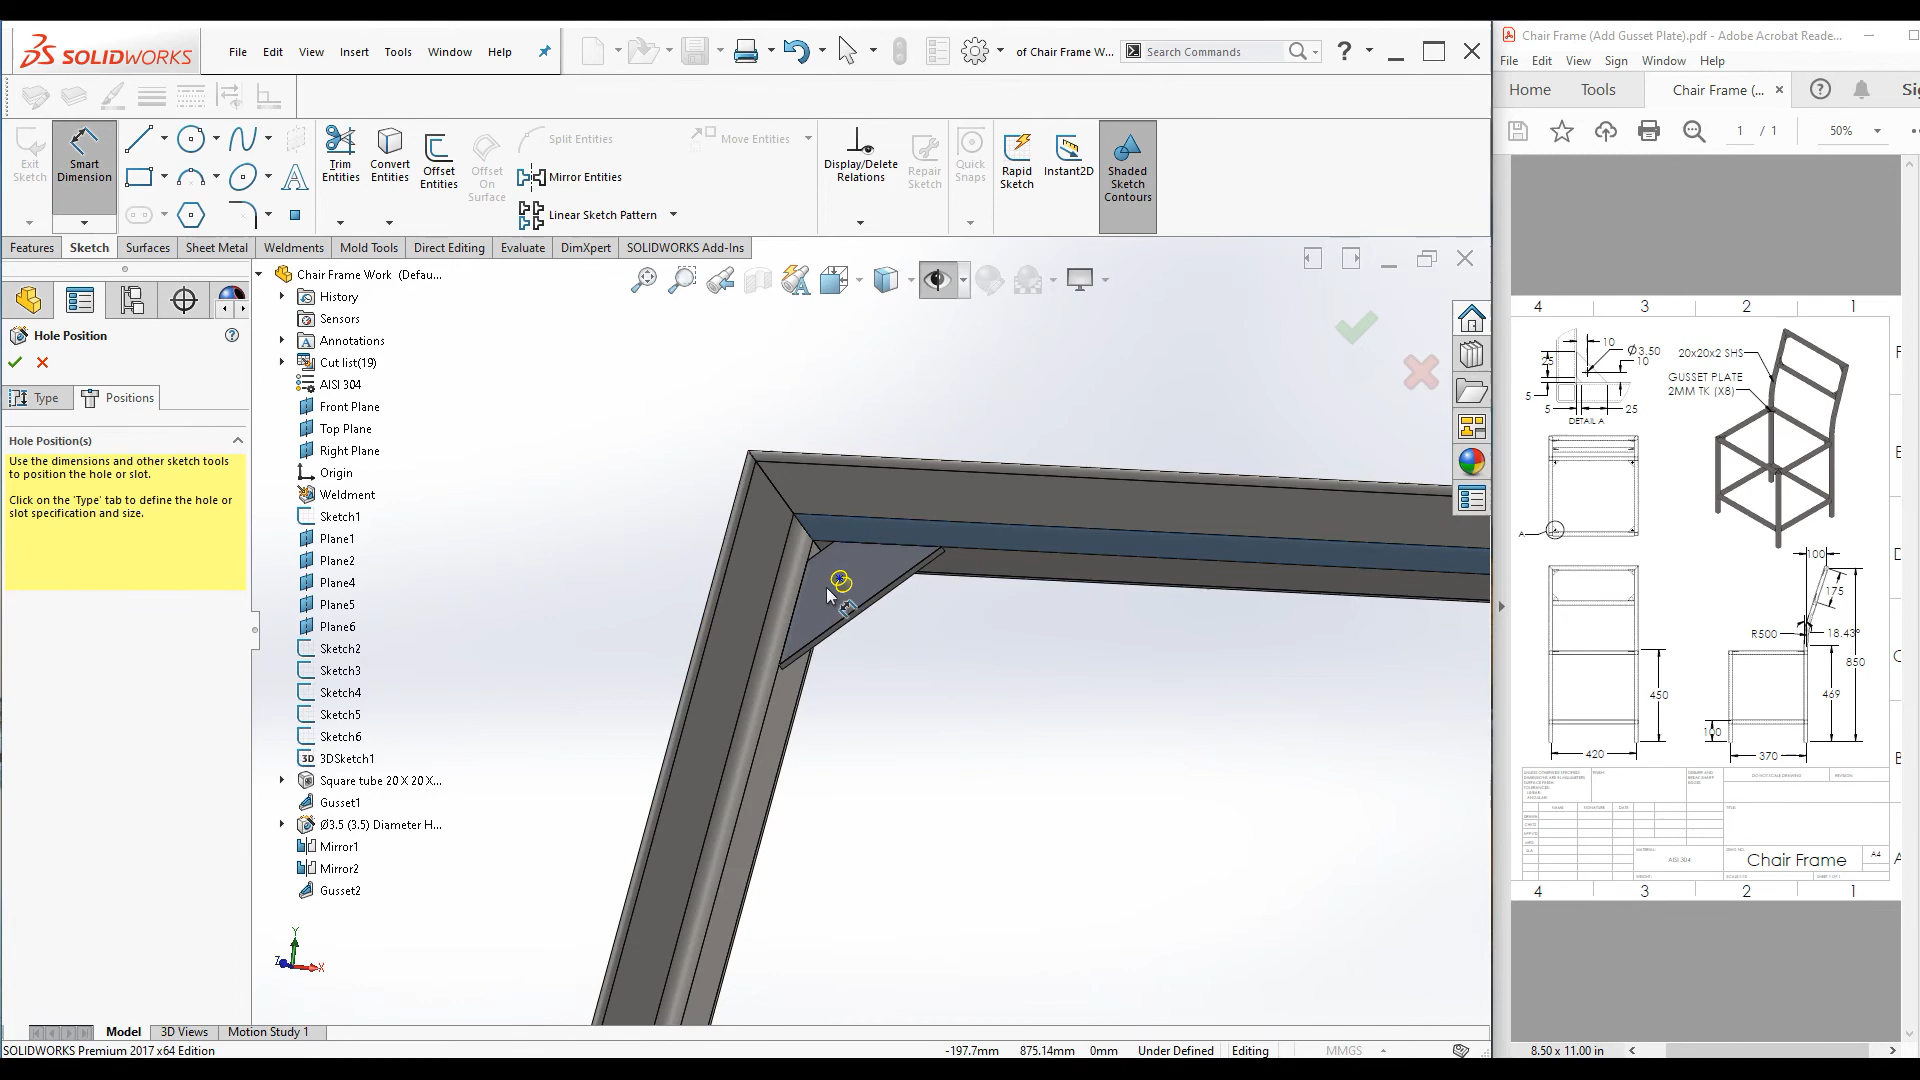 SOLIDWORKS
File Edit View Insert Tools Window Help
of Chair Frame W...
Search Commands
Chair Frame (Add Gusset Plate).pdf - Adobe Acrobat Reade...
File Edit View Sign Window Help
Home Tools Chair Frame (... × Sig
1 / 1 50%
Exit Sketch
Smart Dimension
Trim Entities
Convert Entities
Offset Entities
Offset On Surface
Split Entities
Mirror Entities
Linear Sketch Pattern
Move Entities
Display/Delete Relations
Repair Sketch
Quick Snaps
Rapid Sketch
Instant2D
Shaded Sketch Contours
Features Sketch Surfaces Sheet Metal Weldments Mold Tools Direct Editing Evaluate DimXpert SOLIDWORKS Add-Ins
Hole Position
Type Positions
Hole Position(s)
Use the dimensions and other sketch tools
to position the hole or slot.
Click on the 'Type' tab to define the hole or
slot specification and size.
Chair Frame Work (Defau...
History
Sensors
Annotations
Cut list(19)
AISI 304
Front Plane
Top Plane
Right Plane
Origin
Weldment
Sketch1
Plane1
Plane2
Plane4
Plane5
Plane6
Sketch2
Sketch3
Sketch4
Sketch5
Sketch6
3D 3DSketch1
Square tube 20 X 20 X...
Gusset1
Ø3.5 (3.5) Diameter H...
Mirror1
Mirror2
Gusset2
Y
Z
X
4 3 2 1
10
Ø3.50
10
25
5
5
25
DETAIL A
20x20x2 SHS
GUSSET PLATE
2MM TK (X8)
A
100
175
R500
18.43°
850
450
469
100
420
370
AISI 304
Chair Frame
A4
4 3 2 1
Model 3D Views Motion Study 1
SOLIDWORKS Premium 2017 x64 Edition
-197.7mm 875.14mm 0mm Under Defined Editing MMGS
8.50 x 11.00 in